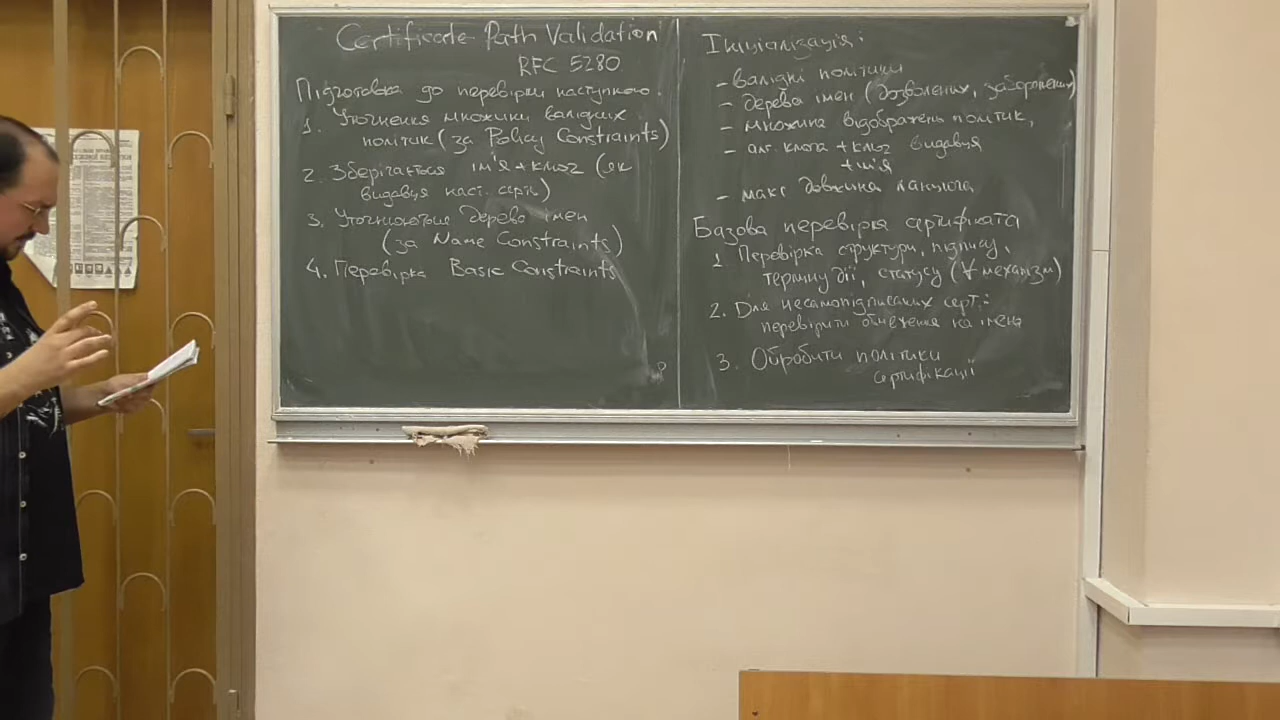 Certificate Path Validation
RFC 5280
Підготовка до перевірки наступного:
1. Уточнення множини валідних
політик (за Policy Constraints)
2. Зберігається ім'я + ключ (як
видавця наст. серт)
3. Уточнюються дерева імен
(за Name Constraints)
4. Перевірка Basic Constraints
Ініціалізація:
- валідні політики
- дерева імен (дозволених, заборонених)
- множина відображень політик,
- алг. ключа + ключ видавця
+ ім'я
- макс довжина ланцюга
Базова перевірка сертифіката
1 Перевірка структури, підпису,
терміну дії, статусу (∀ механізм)
2. Для несамопідписаних серт.:
перевірити обмеження на імена
3. Обробити політики
сертифікації